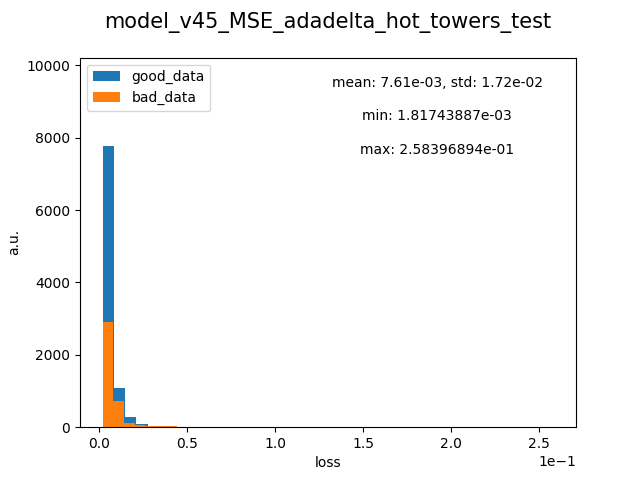 model_v45_MSE_adadelta_hot_towers_test
good_data
bad_data
mean: 7.61e-03, std: 1.72e-02
min: 1.81743887e-03
max: 2.58396894e-01
a.u.
10000
8000
6000
4000
2000
0
0.0 0.5 1.0 1.5 2.0 2.5
1e−1
loss